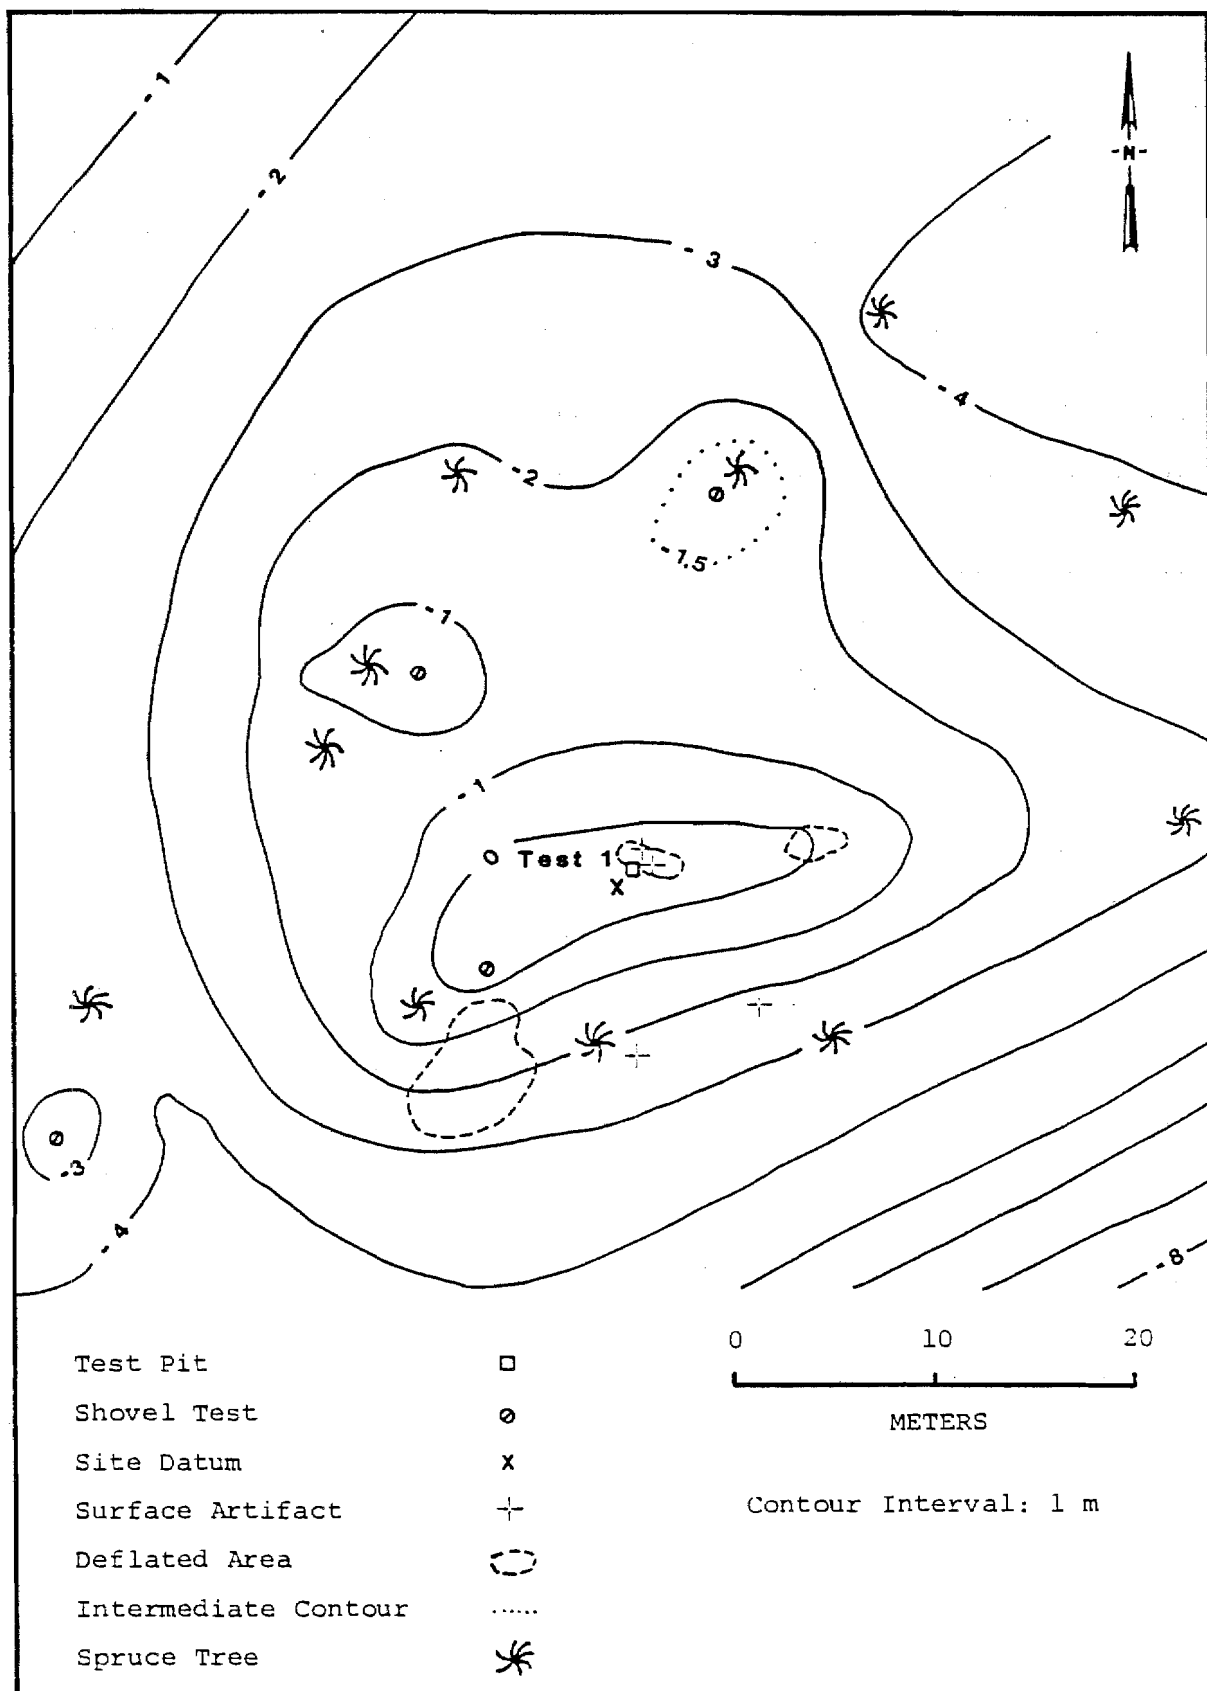 - 1
- 2
- N -
- 3
- 4
- 2
- 1.5
- 1
- 1
0 Test 1
X
- 3
- 4
- 8
0 10 20
METERS
Contour Interval: 1 m
Test Pit
Shovel Test
Site Datum X
Surface Artifact
Deflated Area
Intermediate Contour
Spruce Tree